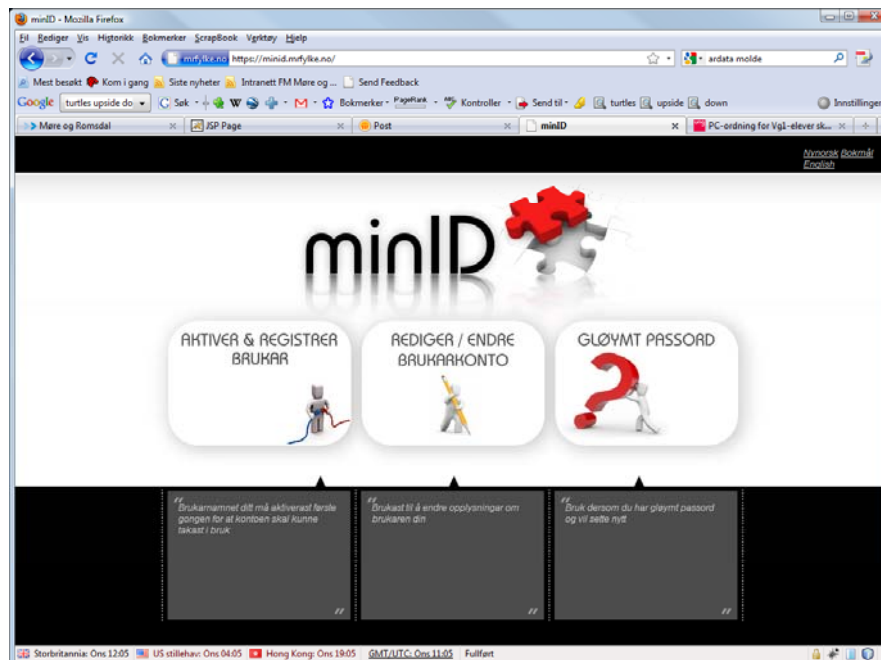 minID - Mozilla Firefox
Fil Rediger Vis Historikk Bokmerker ScrapBook Verktøy Hjelp
mrfylke.no https://minid.mrfylke.no/ ardata molde
Mest besøkt Kom i gang Siste nyheter Intranett FM Møre og ... Send Feedback
Google turtles upside do Søk W M Bokmerker PageRank Kontroller Send til turtles upside down Innstillinger
Møre og Romsdal JSP Page Post minID PC-ordning for Vg1-elever sk...
Nynorsk Bokmål
English
minID
AKTIVER & REGISTRER
BRUKAR
REDIGER / ENDRE
BRUKARKONTO
GLØYMT PASSORD
Brukarnamnet ditt må aktiverast første
gongen for at kontoen skal kunne
takast i bruk
Brukast til å endre opplysningar om
brukaren din
Bruk dersom du har gløymt passord
og vil sette nytt
Storbritannia: Ons 12:05 US stillehav: Ons 04:05 Hong Kong: Ons 19:05 GMT/UTC: Ons 11:05 Fullført